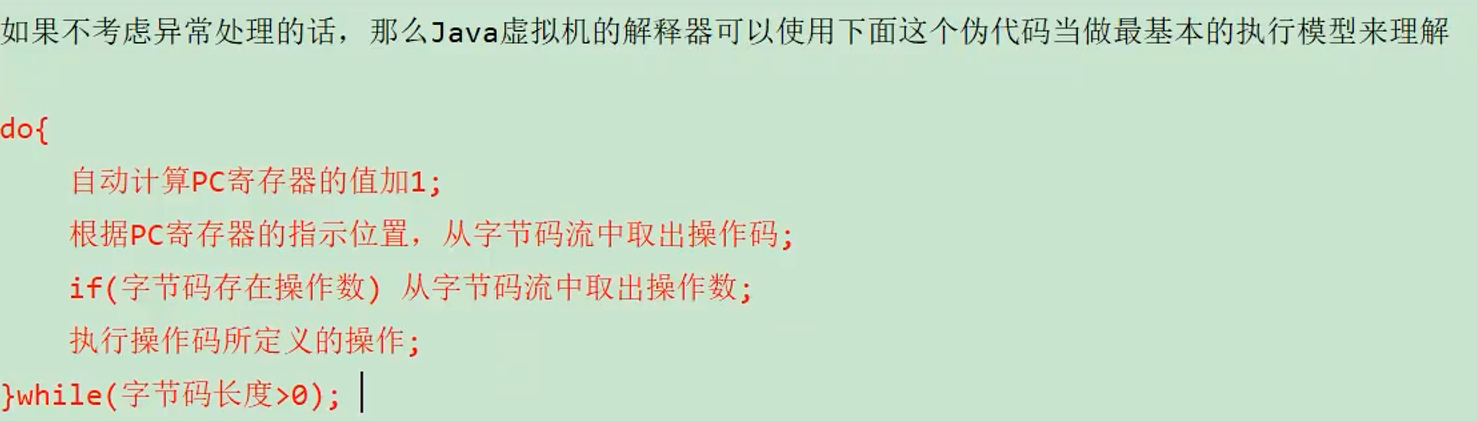 如果不考虑异常处理的话，那么Java虚拟机的解释器可以使用下面这个伪代码当做最基本的执行模型来理解
do{
自动计算PC寄存器的值加1;
根据PC寄存器的指示位置，从字节码流中取出操作码;
if(字节码存在操作数) 从字节码流中取出操作数;
执行操作码所定义的操作;
}while(字节码长度>0);